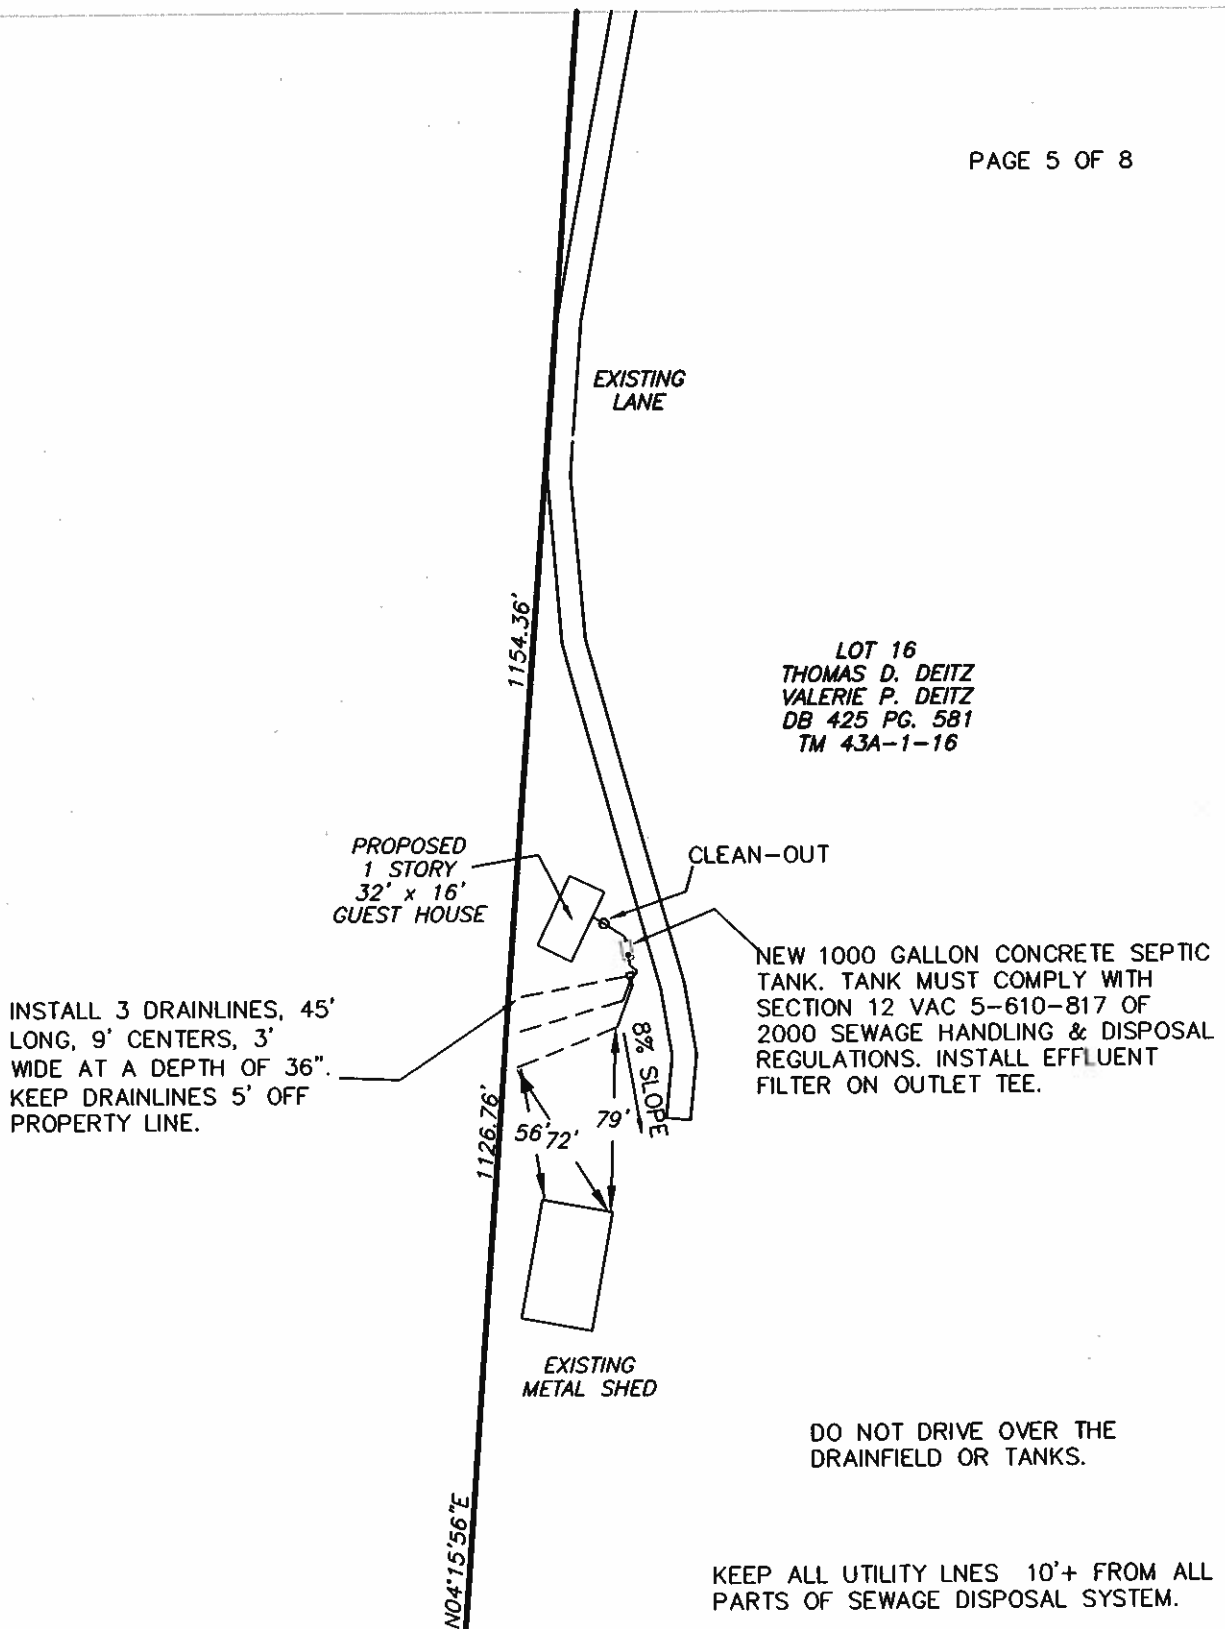 PAGE 5 OF 8
EXISTING
LANE
1154.36'
LOT 16
THOMAS D. DEITZ
VALERIE P. DEITZ
DB 425 PG. 581
TM 43A-1-16
PROPOSED
1 STORY
32' x 16'
GUEST HOUSE
CLEAN-OUT
NEW 1000 GALLON CONCRETE SEPTIC
TANK. TANK MUST COMPLY WITH
SECTION 12 VAC 5-610-817 OF
2000 SEWAGE HANDLING & DISPOSAL
REGULATIONS. INSTALL EFFLUENT
FILTER ON OUTLET TEE.
INSTALL 3 DRAINLINES, 45'
LONG, 9' CENTERS, 3'
WIDE AT A DEPTH OF 36".
KEEP DRAINLINES 5' OFF
PROPERTY LINE.
8% SLOPE
1126.76'
56'
72'
79'
EXISTING
METAL SHED
DO NOT DRIVE OVER THE
DRAINFIELD OR TANKS.
N04°15'56"E
KEEP ALL UTILITY LNES 10'+ FROM ALL
PARTS OF SEWAGE DISPOSAL SYSTEM.